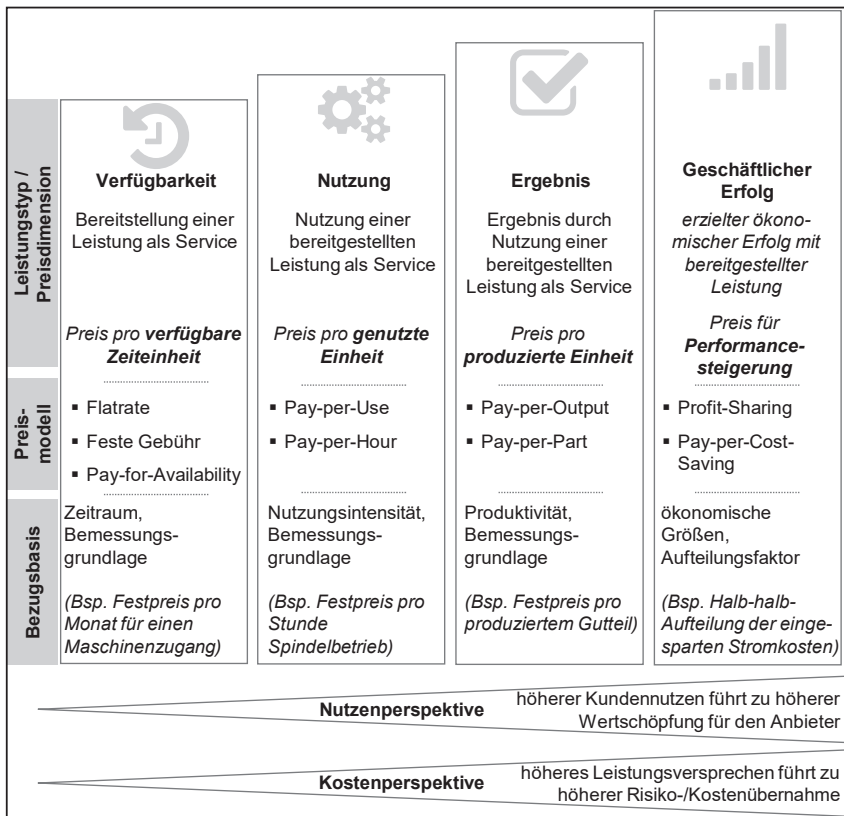 Leistungstyp /
Preisdimension
Verfügbarkeit
Bereitstellung einer
Leistung als Service
Preis pro verfügbare
Zeiteinheit
Nutzung
Nutzung einer
bereitgestellten
Leistung als Service
Preis pro genutzte
Einheit
Ergebnis
Ergebnis durch
Nutzung einer
bereitgestellten
Leistung als Service
Preis pro
produzierte Einheit
Geschäftlicher
Erfolg
erzielter ökono-
mischer Erfolg mit
bereitgestellter
Leistung
Preis für
Performance-
steigerung
Preis-
modell
▪ Flatrate
▪ Feste Gebühr
▪ Pay-for-Availability
▪ Pay-per-Use
▪ Pay-per-Hour
▪ Pay-per-Output
▪ Pay-per-Part
▪ Profit-Sharing
▪ Pay-per-Cost-
Saving
Bezugsbasis
Zeitraum,
Bemessungs-
grundlage
(Bsp. Festpreis pro
Monat für einen
Maschinenzugang)
Nutzungsintensität,
Bemessungs-
grundlage
(Bsp. Festpreis pro
Stunde
Spindelbetrieb)
Produktivität,
Bemessungs-
grundlage
(Bsp. Festpreis pro
produziertem Gutteil)
ökonomische
Größen,
Aufteilungsfaktor
(Bsp. Halb-halb-
Aufteilung der einge-
sparten Stromkosten)
Nutzenperspektive
höherer Kundennutzen führt zu höherer
Wertschöpfung für den Anbieter
Kostenperspektive
höheres Leistungsversprechen führt zu
höherer Risiko-/Kostenübernahme